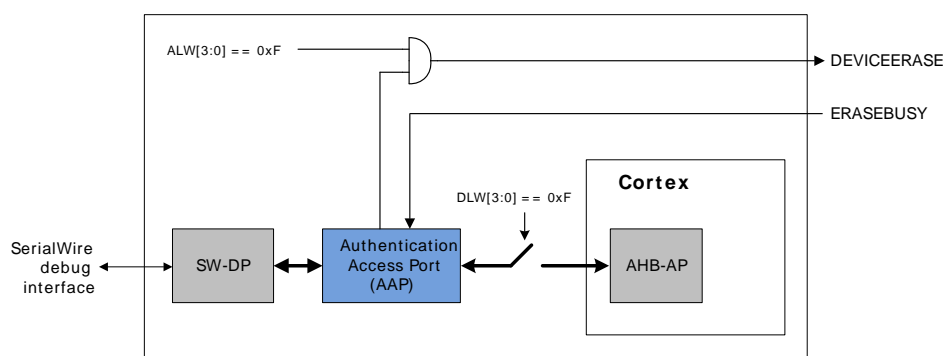 ALW[3:0] == 0xF
DEVICEERASE
ERASEBUSY
Cortex
DLW[3:0] == 0xF
SerialWire
debug
interface
SW-DP
Authentication
Access Port
(AAP)
AHB-AP